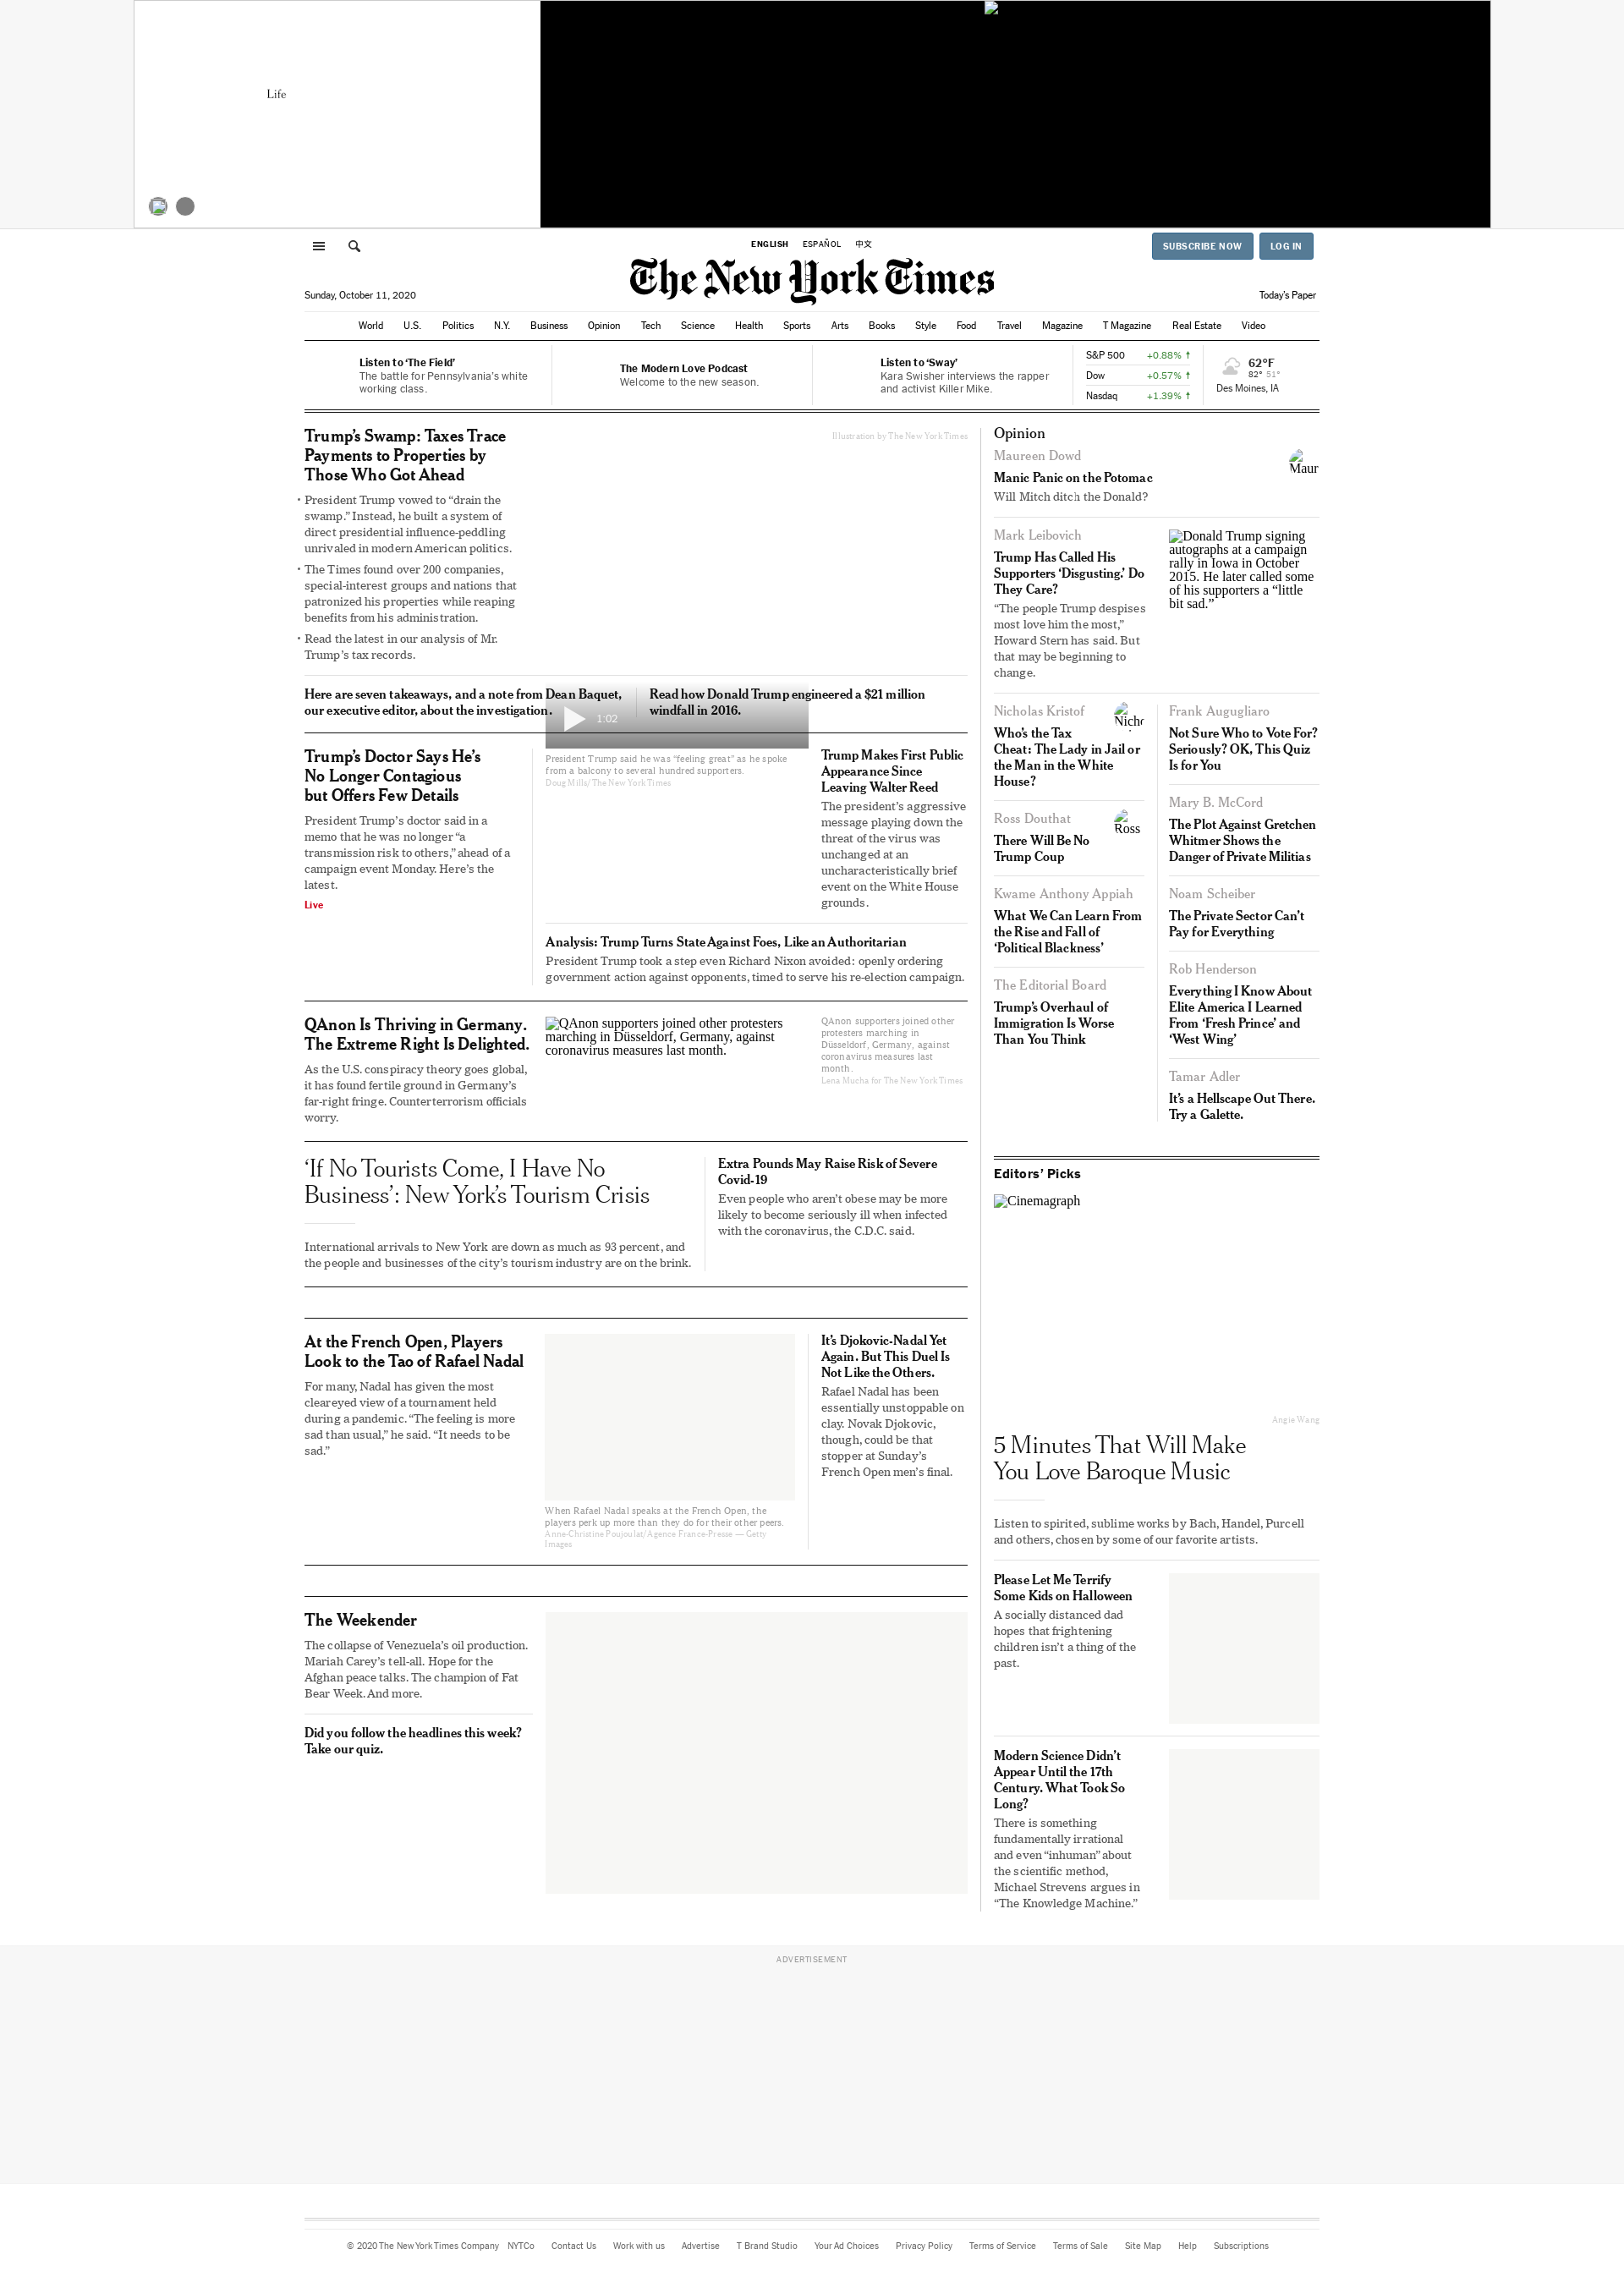 Life
ENGLISH ESPAÑOL 中文
SUBSCRIBE NOW LOG IN
The New York Times
Sunday, October 11, 2020
Today's Paper
World U.S. Politics N.Y. Business Opinion Tech Science Health Sports Arts Books Style Food Travel Magazine T Magazine Real Estate Video
Listen to ‘The Field’
The battle for Pennsylvania’s white
working class.
The Modern Love Podcast
Welcome to the new season.
Listen to ‘Sway’
Kara Swisher interviews the rapper
and activist Killer Mike.
S&P 500 +0.88% ↑
Dow +0.57% ↑
Nasdaq +1.39% ↑
62°F
82° 51°
Des Moines, IA
Trump’s Swamp: Taxes Trace
Payments to Properties by
Those Who Got Ahead
• President Trump vowed to “drain the
swamp.” Instead, he built a system of
direct presidential influence-peddling
unrivaled in modern American politics.
• The Times found over 200 companies,
special-interest groups and nations that
patronized his properties while reaping
benefits from his administration.
• Read the latest in our analysis of Mr.
Trump’s tax records.
Illustration by The New York Times
Here are seven takeaways, and a note from Dean Baquet,
our executive editor, about the investigation.
Read how Donald Trump engineered a $21 million
windfall in 2016.
1:02
Trump’s Doctor Says He’s
No Longer Contagious
but Offers Few Details
President Trump’s doctor said in a
memo that he was no longer “a
transmission risk to others,” ahead of a
campaign event Monday. Here’s the
latest.
Live
President Trump said he was “feeling great” as he spoke
from a balcony to several hundred supporters.
Doug Mills/The New York Times
Trump Makes First Public
Appearance Since
Leaving Walter Reed
The president’s aggressive
message playing down the
threat of the virus was
unchanged at an
uncharacteristically brief
event on the White House
grounds.
Analysis: Trump Turns State Against Foes, Like an Authoritarian
President Trump took a step even Richard Nixon avoided: openly ordering
government action against opponents, timed to serve his re-election campaign.
QAnon Is Thriving in Germany.
The Extreme Right Is Delighted.
As the U.S. conspiracy theory goes global,
it has found fertile ground in Germany’s
far-right fringe. Counterterrorism officials
worry.
QAnon supporters joined other protesters
marching in Düsseldorf, Germany, against
coronavirus measures last month.
QAnon supporters joined other
protesters marching in
Düsseldorf, Germany, against
coronavirus measures last
month.
Lena Mucha for The New York Times
‘If No Tourists Come, I Have No
Business’: New York’s Tourism Crisis
International arrivals to New York are down as much as 93 percent, and
the people and businesses of the city’s tourism industry are on the brink.
Extra Pounds May Raise Risk of Severe
Covid-19
Even people who aren’t obese may be more
likely to become seriously ill when infected
with the coronavirus, the C.D.C. said.
At the French Open, Players
Look to the Tao of Rafael Nadal
For many, Nadal has given the most
cleareyed view of a tournament held
during a pandemic. “The feeling is more
sad than usual,” he said. “It needs to be
sad.”
When Rafael Nadal speaks at the French Open, the
players perk up more than they do for their other peers.
Anne-Christine Poujoulat/Agence France-Presse — Getty
Images
It’s Djokovic-Nadal Yet
Again. But This Duel Is
Not Like the Others.
Rafael Nadal has been
essentially unstoppable on
clay. Novak Djokovic,
though, could be that
stopper at Sunday’s
French Open men’s final.
The Weekender
The collapse of Venezuela’s oil production.
Mariah Carey’s tell-all. Hope for the
Afghan peace talks. The champion of Fat
Bear Week. And more.
Did you follow the headlines this week?
Take our quiz.
Opinion
Maureen Dowd
Manic Panic on the Potomac
Will Mitch ditch the Donald?
Maur
Mark Leibovich
Trump Has Called His
Supporters ‘Disgusting.’ Do
They Care?
“The people Trump despises
most love him the most,”
Howard Stern has said. But
that may be beginning to
change.
Donald Trump signing
autographs at a campaign
rally in Iowa in October
2015. He later called some
of his supporters a “little
bit sad.”
Nicholas Kristof
Who’s the Tax
Cheat: The Lady in Jail or
the Man in the White
House?
Nicho
Ross Douthat
There Will Be No
Trump Coup
Ross
Kwame Anthony Appiah
What We Can Learn From
the Rise and Fall of
‘Political Blackness’
The Editorial Board
Trump’s Overhaul of
Immigration Is Worse
Than You Think
Frank Augugliaro
Not Sure Who to Vote For?
Seriously? OK, This Quiz
Is for You
Mary B. McCord
The Plot Against Gretchen
Whitmer Shows the
Danger of Private Militias
Noam Scheiber
The Private Sector Can’t
Pay for Everything
Rob Henderson
Everything I Know About
Elite America I Learned
From ‘Fresh Prince’ and
‘West Wing’
Tamar Adler
It’s a Hellscape Out There.
Try a Galette.
Editors’ Picks
Cinemagraph
Angie Wang
5 Minutes That Will Make
You Love Baroque Music
Listen to spirited, sublime works by Bach, Handel, Purcell
and others, chosen by some of our favorite artists.
Please Let Me Terrify
Some Kids on Halloween
A socially distanced dad
hopes that frightening
children isn’t a thing of the
past.
Modern Science Didn’t
Appear Until the 17th
Century. What Took So
Long?
There is something
fundamentally irrational
and even “inhuman” about
the scientific method,
Michael Strevens argues in
“The Knowledge Machine.”
ADVERTISEMENT
© 2020 The New York Times Company NYTCo Contact Us Work with us Advertise T Brand Studio Your Ad Choices Privacy Policy Terms of Service Terms of Sale Site Map Help Subscriptions